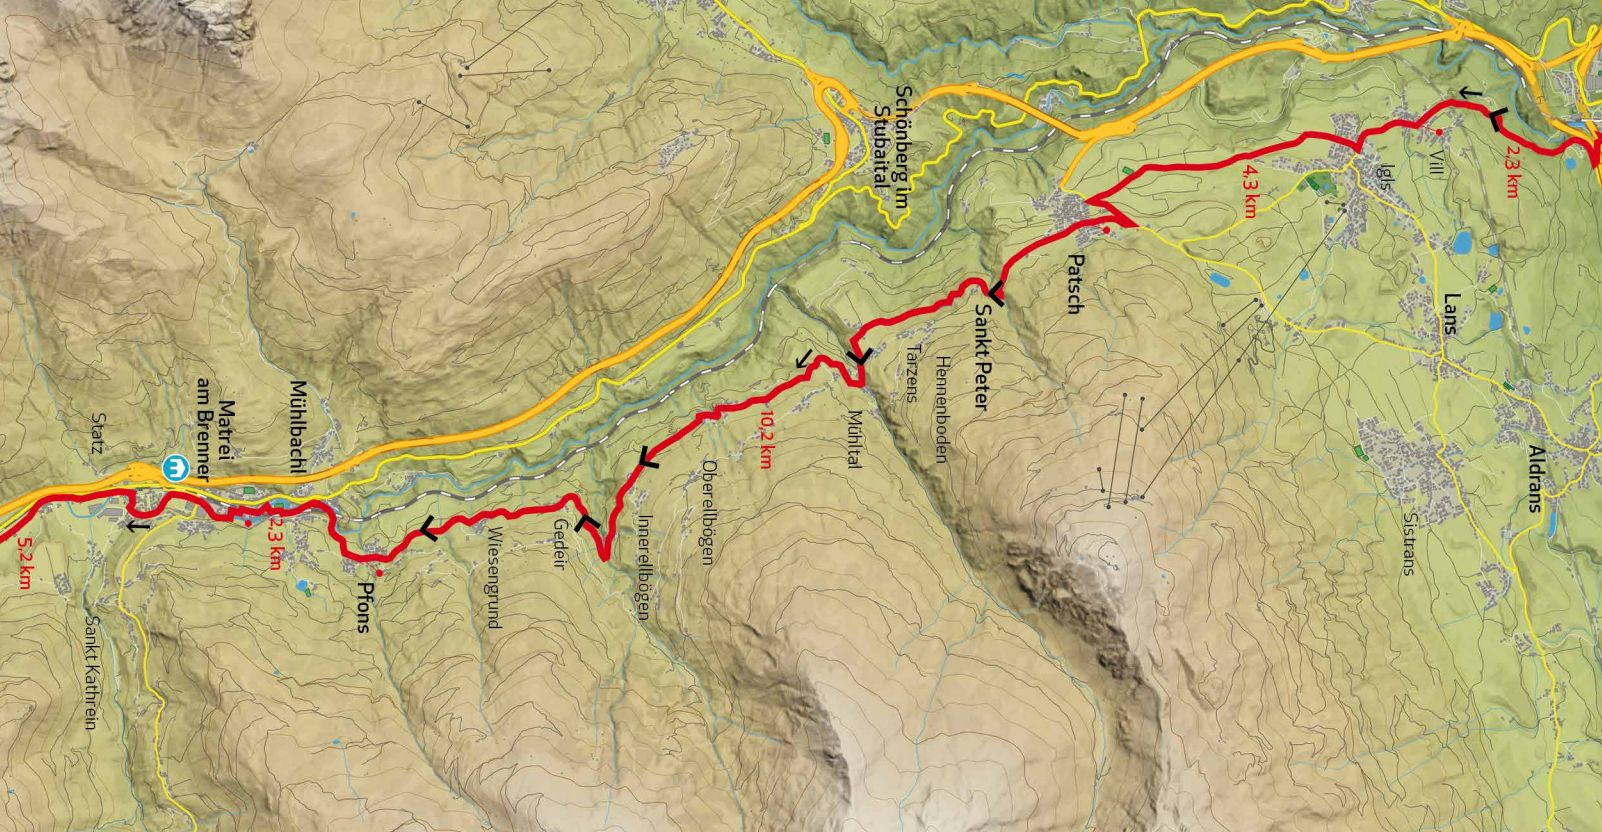 2,3 km
Vill
Igls
4,3 km
Lans
Aldrans
Sistrans
Patsch
Schönberg im
Stubaital
Sankt Peter
Hennenboden
Tarzens
Mühltal
10,2 km
Oberellbögen
Innerellbögen
Gedeir
Wiesengrund
Pfons
Mühlbachl
2,3 km
Matrei
am Brenner
Statz
Sankt Kathrein
5,2 km